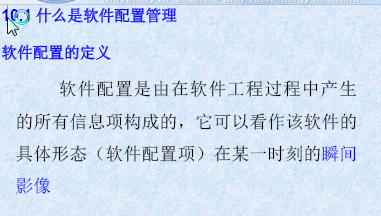 10.1 什么是软件配置管理
软件配置的定义
软件配置是由在软件工程过程中产生
的所有信息项构成的，它可以看作该软件的
具体形态（软件配置项）在某一时刻的瞬间
影像